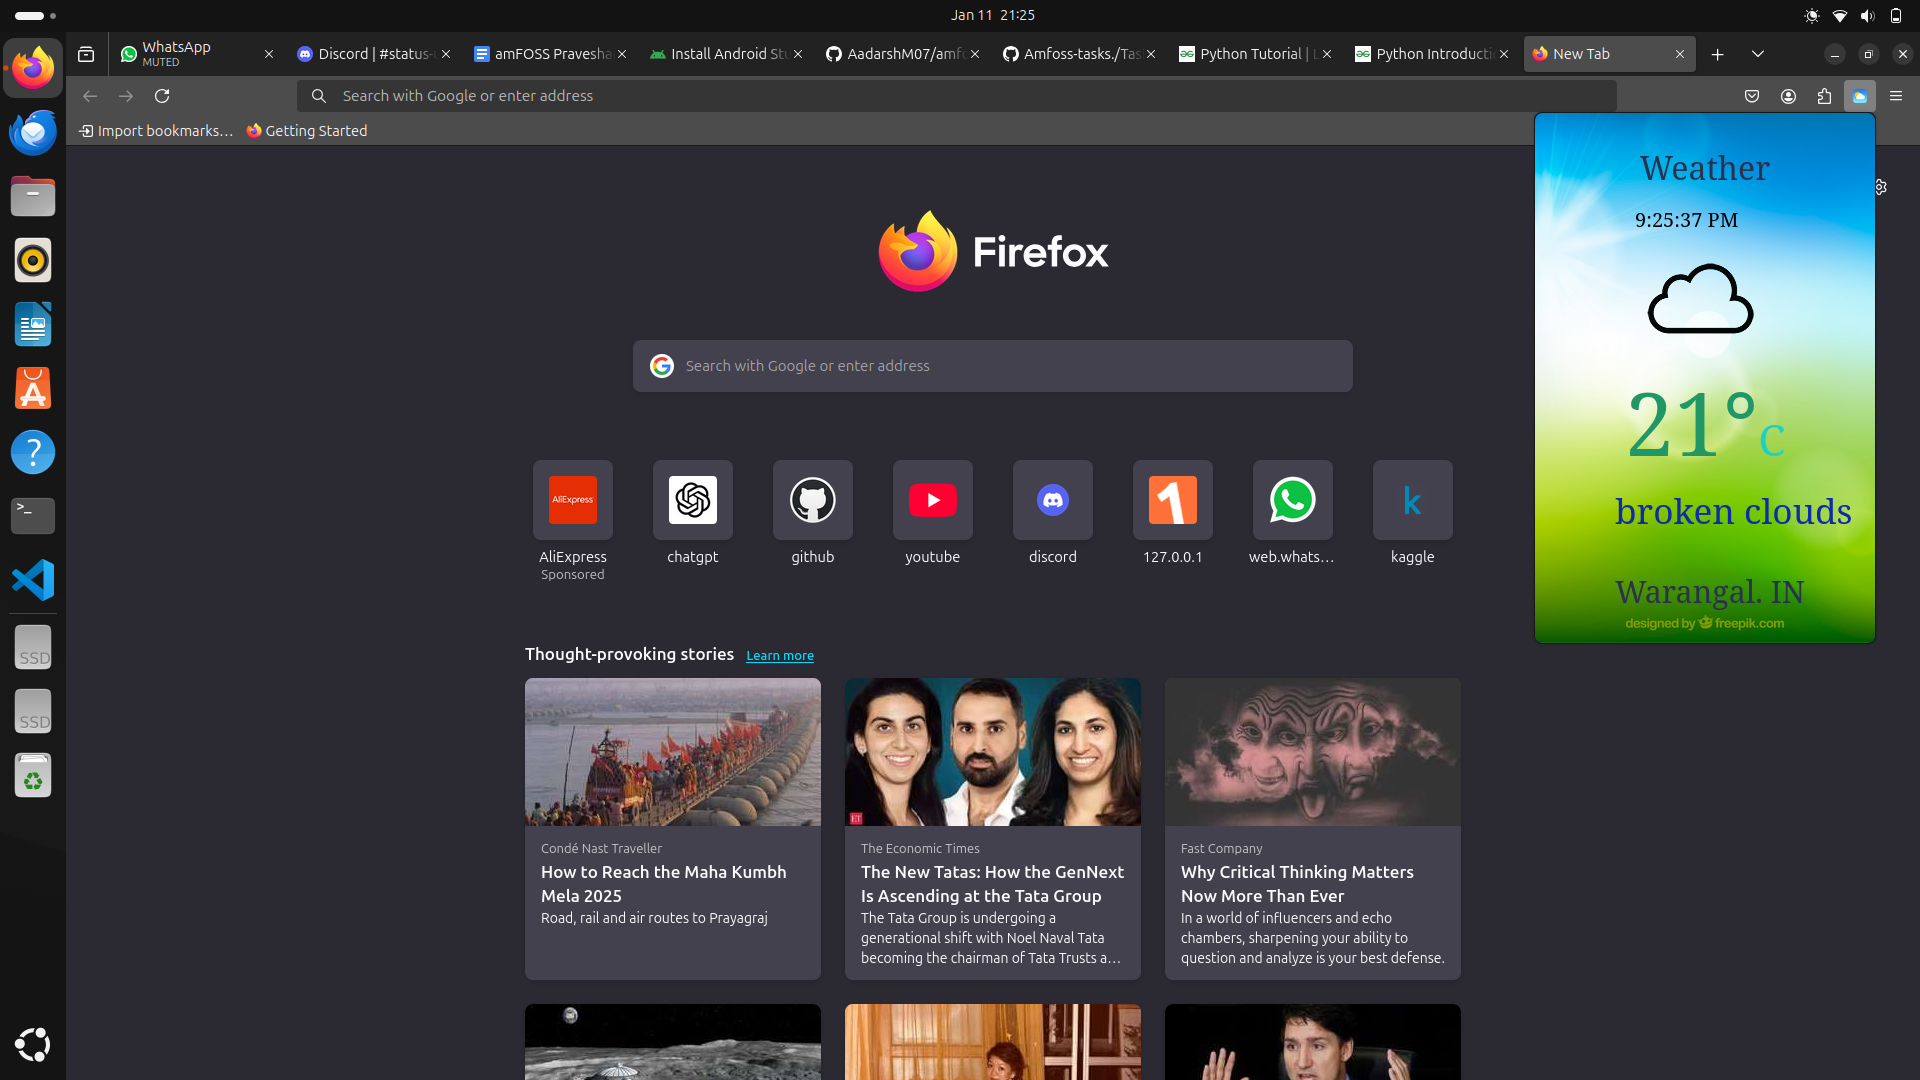 Jan 11 21:25
WhatsApp
MUTED
Discord | #status-
amFOSS Pravesha
Install Android Stu
AadarshM07/amfo
Amfoss-tasks./Tas
Python Tutorial | L
Python Introducti
New Tab
Search with Google or enter address
Import bookmarks…
Getting Started
Weather
9:25:37 PM
21° C
broken clouds
Warangal. IN
designed by freepik.com
Firefox
Search with Google or enter address
AliExpress
AliExpress
Sponsored
chatgpt
github
youtube
discord
127.0.0.1
web.whats…
k
kaggle
Thought-provoking stories Learn more
Condé Nast Traveller
How to Reach the Maha Kumbh
Mela 2025
Road, rail and air routes to Prayagraj
ET
The Economic Times
The New Tatas: How the GenNext
Is Ascending at the Tata Group
The Tata Group is undergoing a
generational shift with Noel Naval Tata
becoming the chairman of Tata Trusts a…
Fast Company
Why Critical Thinking Matters
Now More Than Ever
In a world of influencers and echo
chambers, sharpening your ability to
question and analyze is your best defense.
SSD
SSD